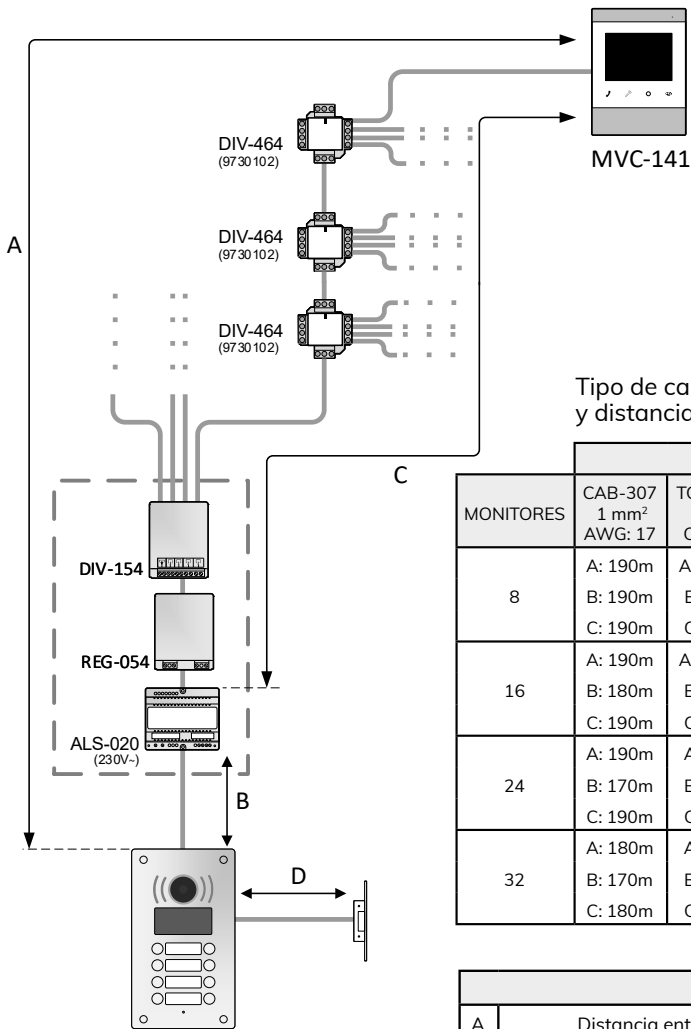 MVC-141
DIV-464
(9730102)
DIV-464
(9730102)
DIV-464
(9730102)
A
C
DIV-154
REG-054
ALS-020
(230V~)
B
D
Tipo de ca
y distancia
MONITORES
CAB-307
1 mm²
AWG: 17
8
A: 190m
B: 190m
C: 190m
16
A: 190m
B: 180m
C: 190m
24
A: 190m
B: 170m
C: 190m
32
A: 180m
B: 170m
C: 180m
A
Distancia ent